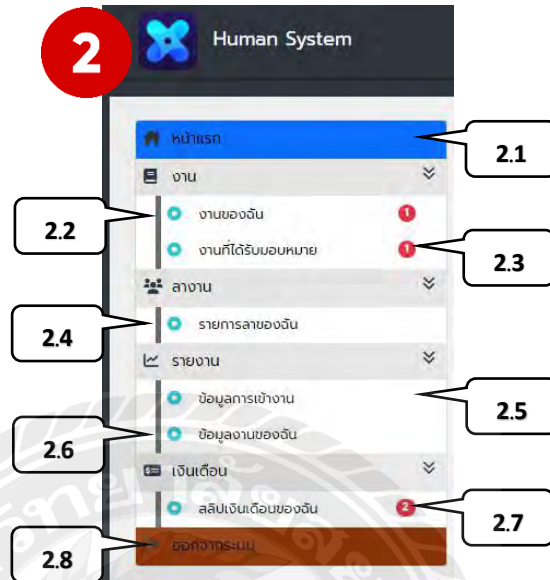 2
Human System
หน้าแรก
2.1
งาน
2.2
งานของฉัน
1
งานที่ได้รับมอบหมาย
1
2.3
ลางาน
2.4
รายการลาของฉัน
รายงาน
ข้อมูลการเข้างาน
2.5
2.6
ข้อมูลงานของฉัน
เงินเดือน
สลิปเงินเดือนของฉัน
2
2.7
2.8
ออกจากระบบ